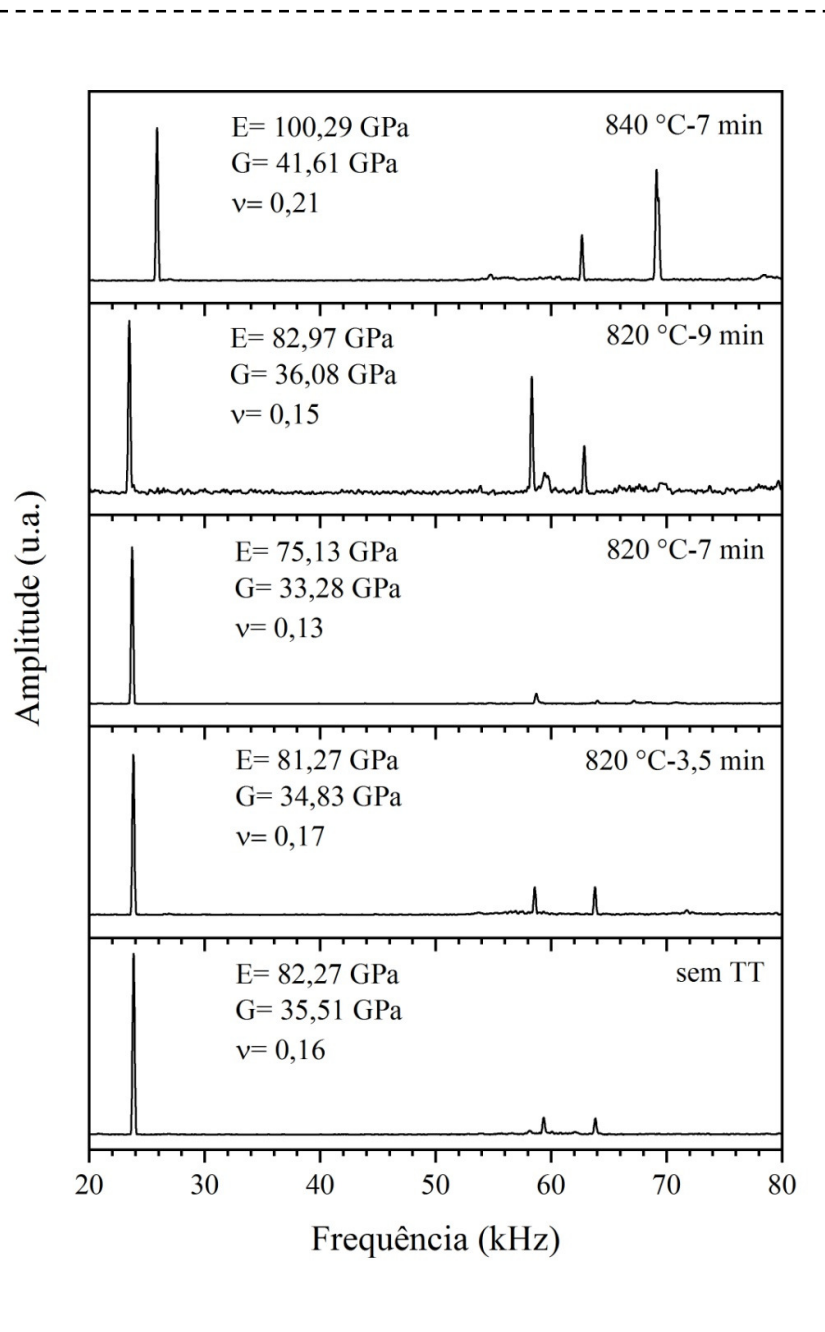 E= 100,29 GPa
G= 41,61 GPa
ν= 0,21
840 °C-7 min
E= 82,97 GPa
G= 36,08 GPa
ν= 0,15
820 °C-9 min
E= 75,13 GPa
G= 33,28 GPa
ν= 0,13
820 °C-7 min
E= 81,27 GPa
G= 34,83 GPa
ν= 0,17
820 °C-3,5 min
E= 82,27 GPa
G= 35,51 GPa
ν= 0,16
sem TT
Amplitude (u.a.)
20 30 40 50 60 70 80
Frequência (kHz)